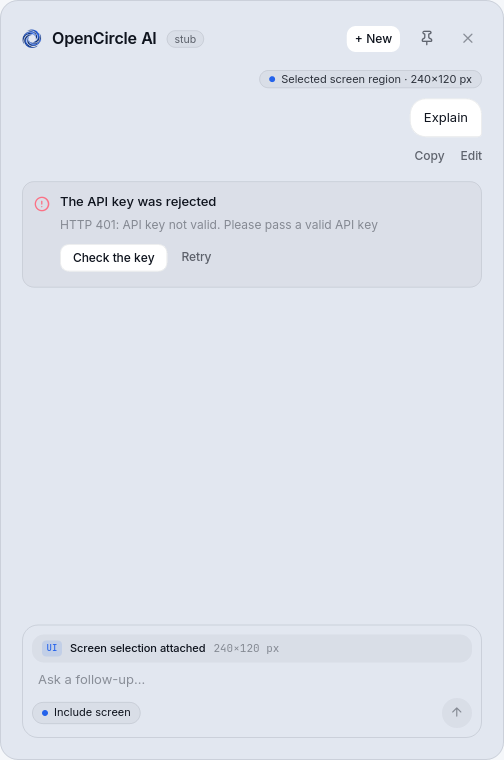 OpenCircle AI stub + New
Selected screen region · 240×120 px
Explain
Copy Edit
The API key was rejected
HTTP 401: API key not valid. Please pass a valid API key
Check the key Retry
UI Screen selection attached 240×120 px
Ask a follow-up...
Include screen